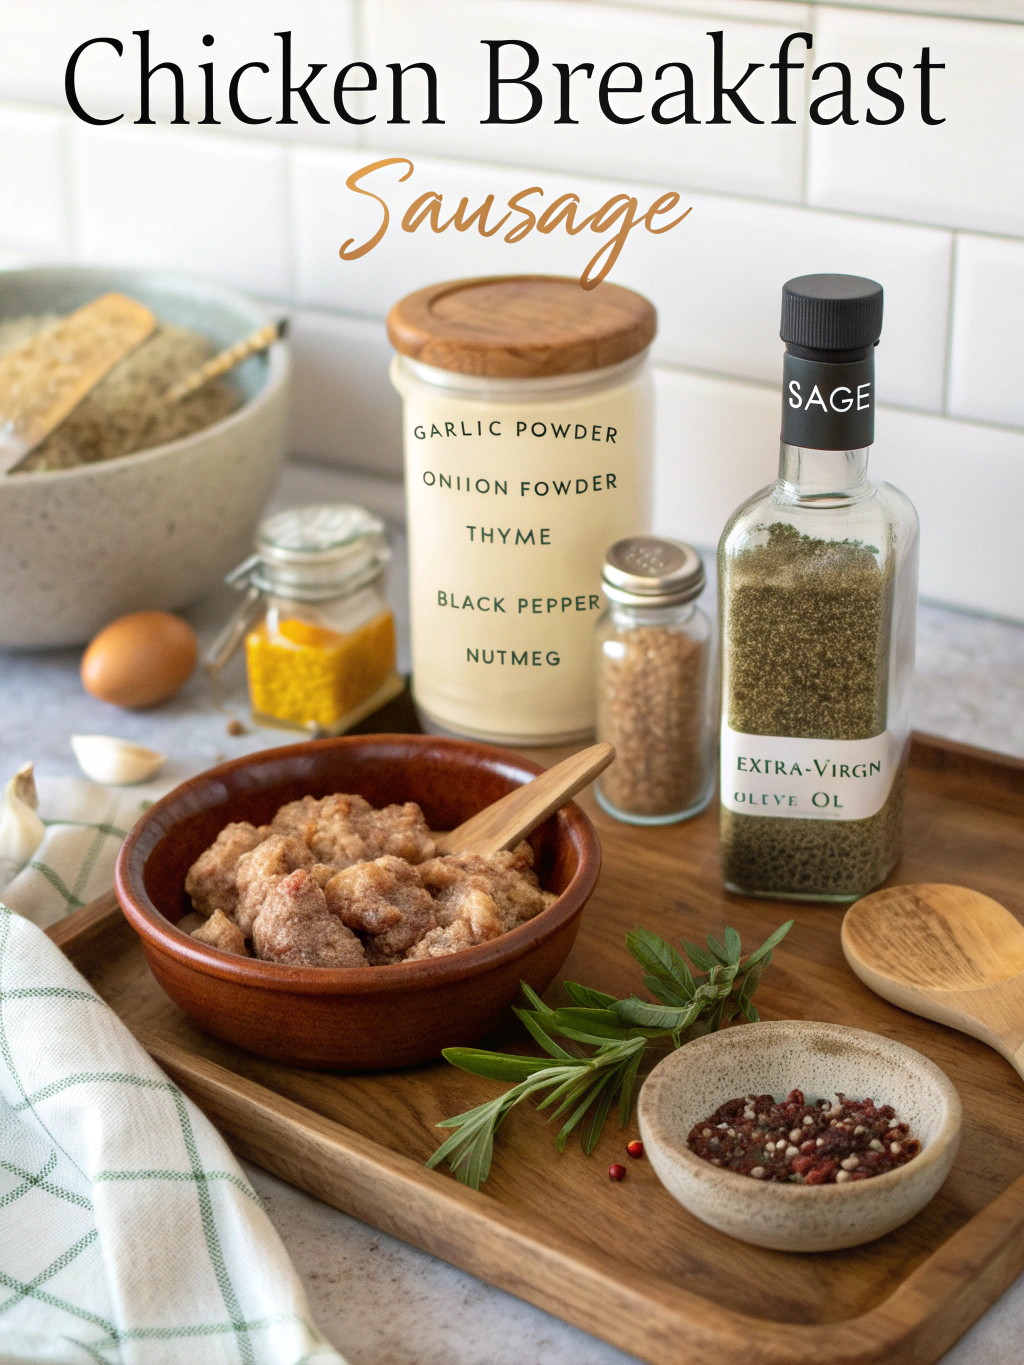 Chicken Breakfast
Sausage
GARLIC POWDER
ONIION FOWDER
THYME
BLACK PEPPER
NUTMEG
SAGE
EXTRA-VIRGN
OLEVE OL